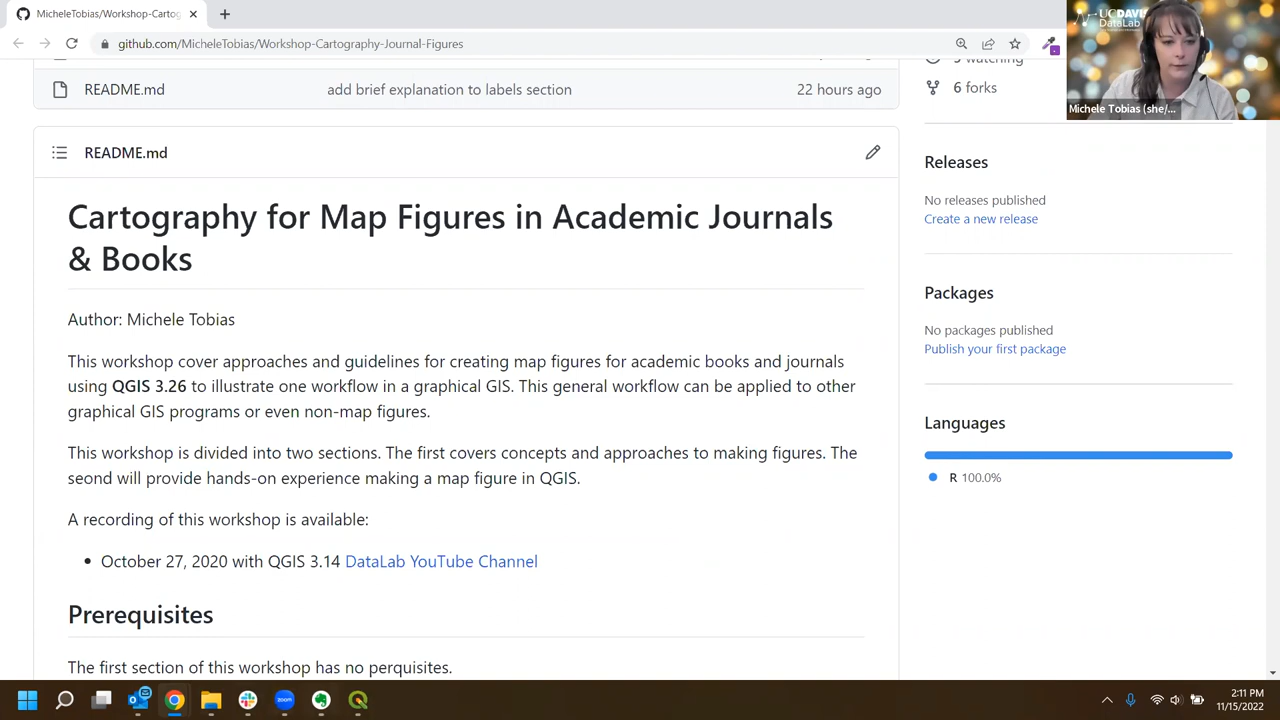 MicheleTobias/Workshop-Cartog
github.com/MicheleTobias/Workshop-Cartography-Journal-Figures
UC DAVIS
DataLab
Michele Tobias (she/...
README.md
add brief explanation to labels section
22 hours ago
watching
6 forks
README.md
Cartography for Map Figures in Academic Journals
& Books
Author: Michele Tobias
This workshop cover approaches and guidelines for creating map figures for academic books and journals
using QGIS 3.26 to illustrate one workflow in a graphical GIS. This general workflow can be applied to other
graphical GIS programs or even non-map figures.
This workshop is divided into two sections. The first covers concepts and approaches to making figures. The
seond will provide hands-on experience making a map figure in QGIS.
A recording of this workshop is available:
• October 27, 2020 with QGIS 3.14 DataLab YouTube Channel
Prerequisites
The first section of this workshop has no perquisites.
Releases
No releases published
Create a new release
Packages
No packages published
Publish your first package
Languages
R 100.0%
zoom
2:11 PM
11/15/2022